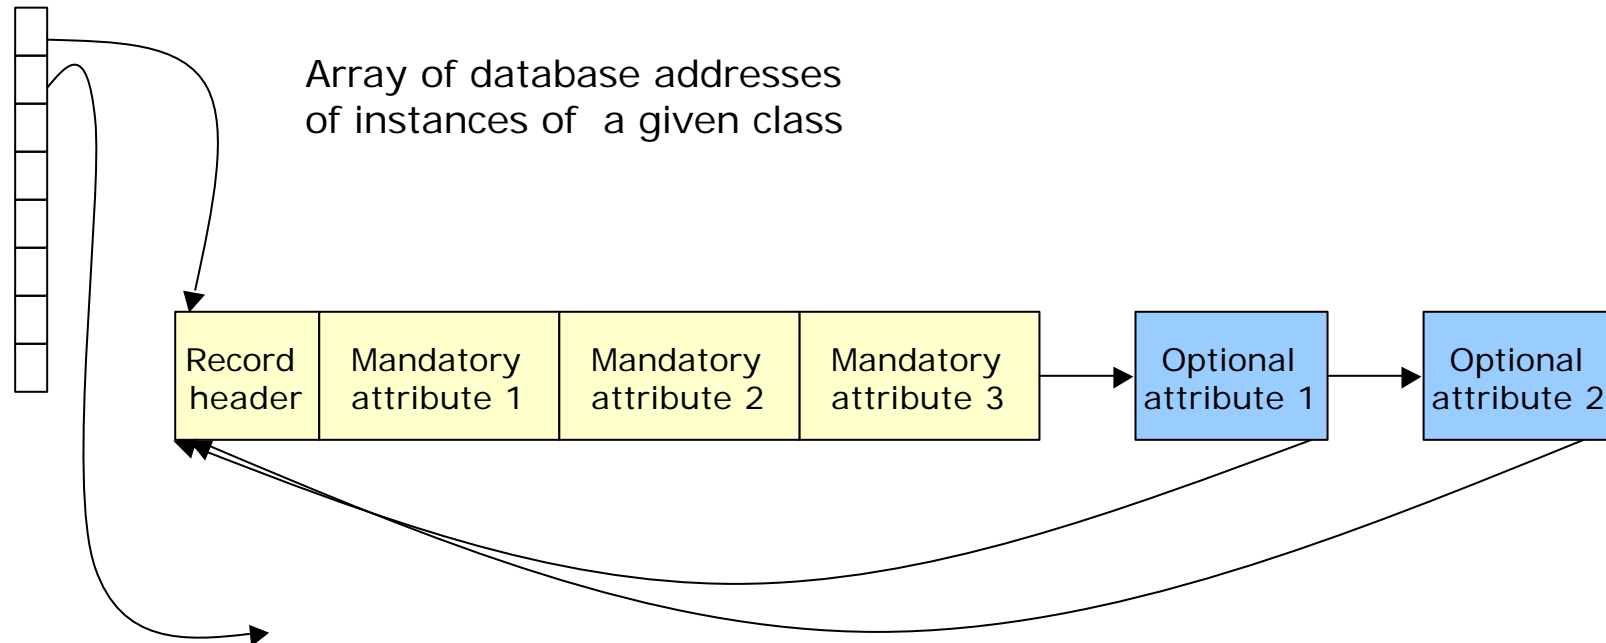 Array of database addresses
of instances of  a given class
Record
header
Mandatory
attribute 1
Mandatory
attribute 2
Mandatory
attribute 3
Optional
attribute 1
Optional
attribute 2